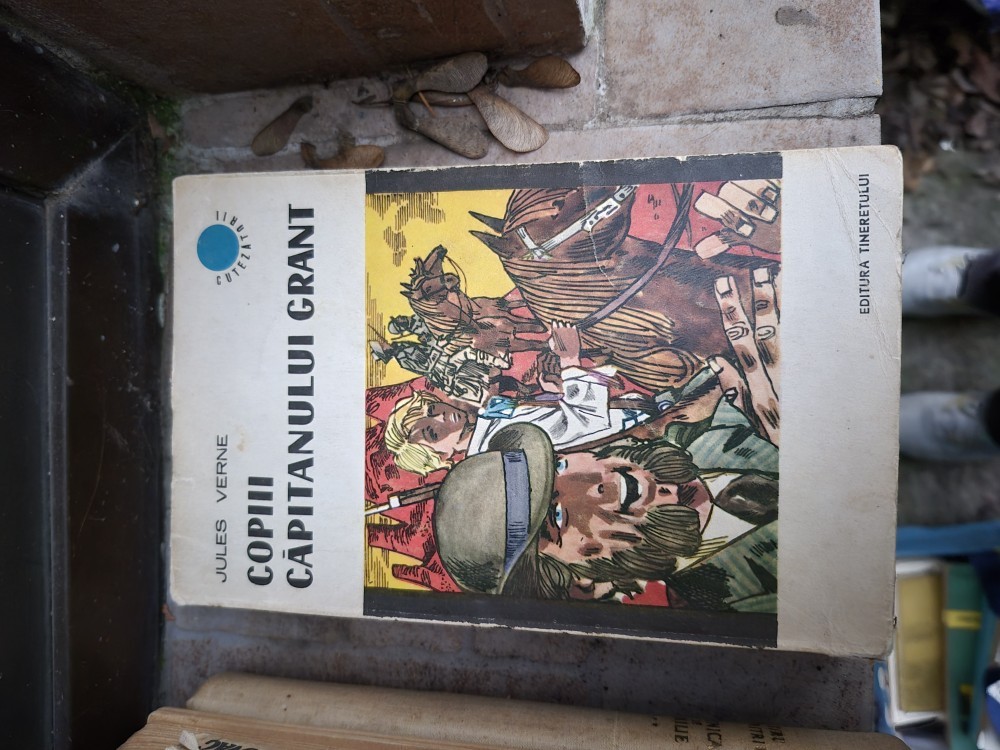 CUTEZĂTORII
JULES VERNE
COPIII
CĂPITANULUI GRANT
EDITURA TINERETULUI